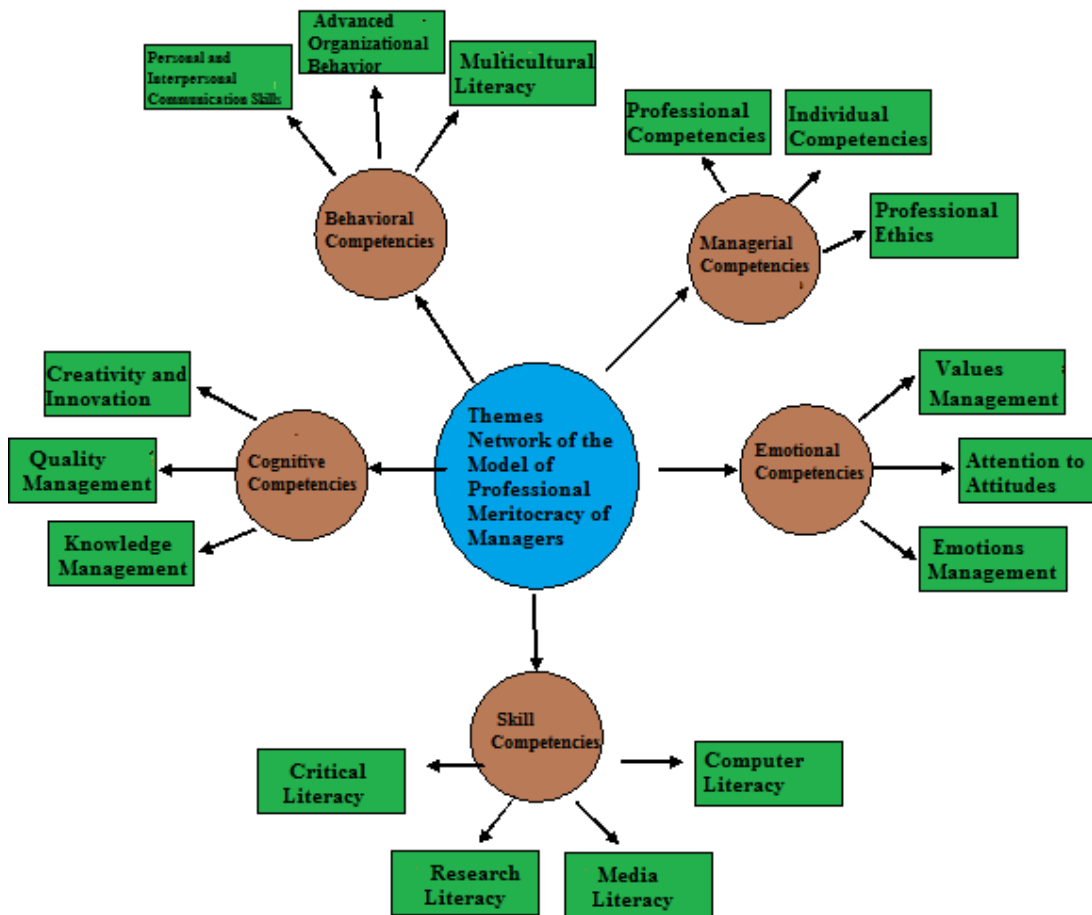 Personal and
Interpersonal
Communication Skills
Advanced
Organizational
Behavior
Multicultural
Literacy
Behavioral
Competencies
Professional
Competencies
Individual
Competencies
Professional
Ethics
Managerial
Competencies
Creativity and
Innovation
Quality
Management
Knowledge
Management
Cognitive
Competencies
Themes
Network of the
Model of
Professional
Meritocracy of
Managers
Emotional
Competencies
Values
Management
Attention to
Attitudes
Emotions
Management
Skill
Competencies
Critical
Literacy
Research
Literacy
Media
Literacy
Computer
Literacy